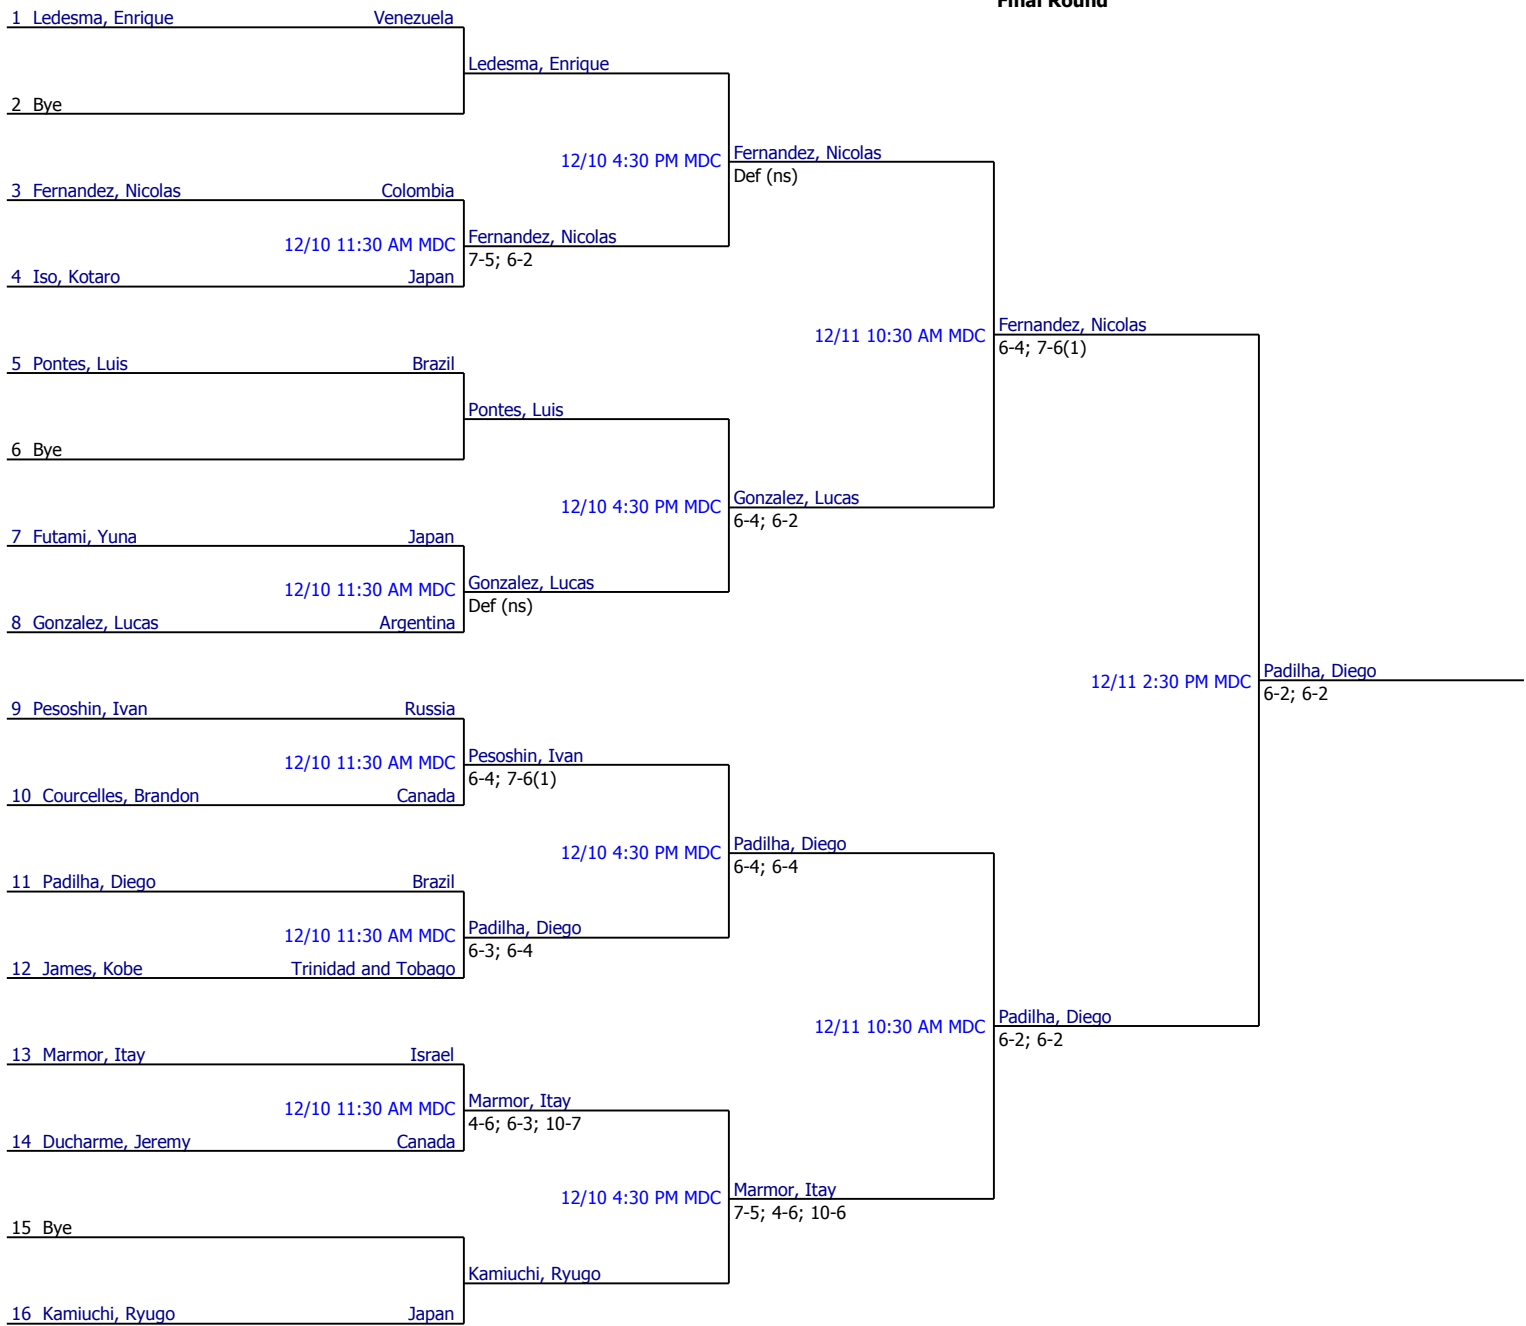 Final Round
1 Ledesma, Enrique Venezuela
Ledesma, Enrique
2 Bye
12/10 4:30 PM MDC Fernandez, Nicolas
Def (ns)
3 Fernandez, Nicolas Colombia
12/10 11:30 AM MDC Fernandez, Nicolas
7-5; 6-2
4 Iso, Kotaro Japan
12/11 10:30 AM MDC Fernandez, Nicolas
6-4; 7-6(1)
5 Pontes, Luis Brazil
Pontes, Luis
6 Bye
12/10 4:30 PM MDC Gonzalez, Lucas
6-4; 6-2
7 Futami, Yuna Japan
12/10 11:30 AM MDC Gonzalez, Lucas
Def (ns)
8 Gonzalez, Lucas Argentina
12/11 2:30 PM MDC Padilha, Diego
6-2; 6-2
9 Pesoshin, Ivan Russia
12/10 11:30 AM MDC Pesoshin, Ivan
6-4; 7-6(1)
10 Courcelles, Brandon Canada
12/10 4:30 PM MDC Padilha, Diego
6-4; 6-4
11 Padilha, Diego Brazil
12/10 11:30 AM MDC Padilha, Diego
6-3; 6-4
12 James, Kobe Trinidad and Tobago
12/11 10:30 AM MDC Padilha, Diego
6-2; 6-2
13 Marmor, Itay Israel
12/10 11:30 AM MDC Marmor, Itay
4-6; 6-3; 10-7
14 Ducharme, Jeremy Canada
12/10 4:30 PM MDC Marmor, Itay
7-5; 4-6; 10-6
15 Bye
Kamiuchi, Ryugo
16 Kamiuchi, Ryugo Japan